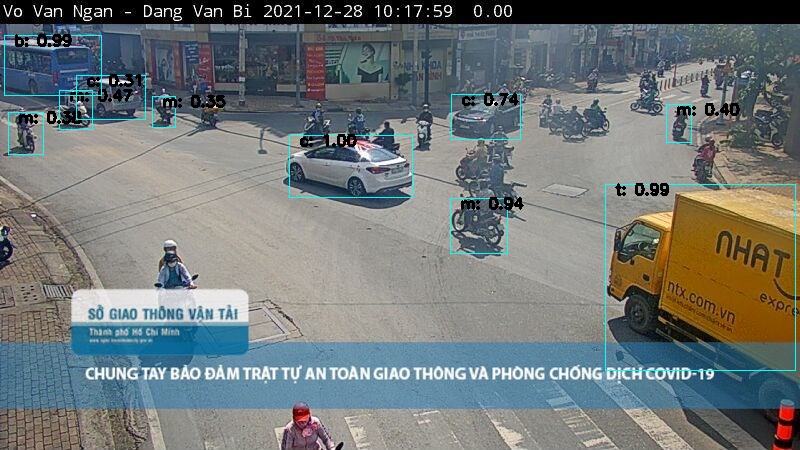 Vo Van Ngan - Dang Van Bi 2021-12-28 10:17:59 0.00
b: 0.99
c: 0.31
m: 0.47
m: 0.35
c: 0.74
m: 0.40
c: 1.00
t: 0.99
m: 0.94
NHAT
ntx.com.vn
SỞ GIAO THÔNG VẬN TẢI
Thành phố Hồ Chí Minh
CHUNG TAY BẢO ĐẢM TRẬT TỰ AN TOÀN GIAO THÔNG VÀ PHÒNG CHỐNG DỊCH COVID-19